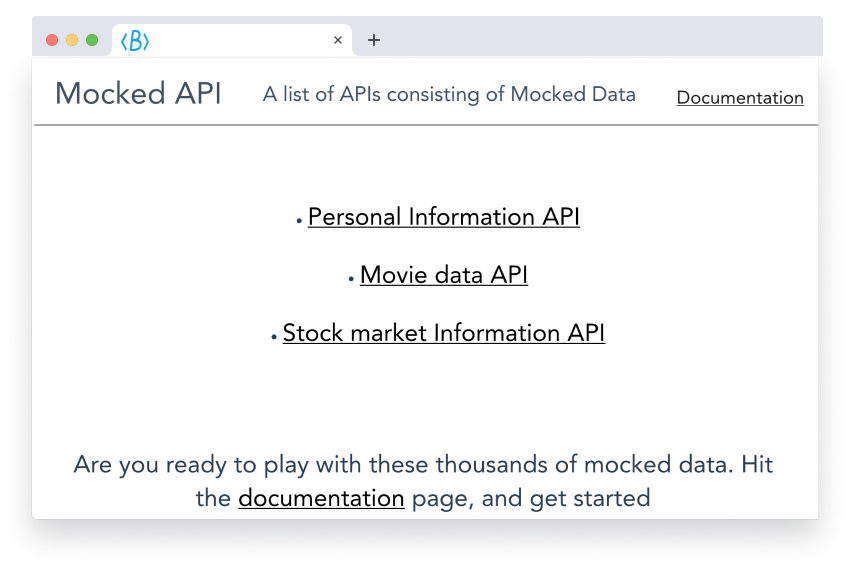 <B>
Mocked API
A list of APIs consisting of Mocked Data
Documentation
• Personal Information API
• Movie data API
• Stock market Information API
Are you ready to play with these thousands of mocked data. Hit
the documentation page, and get started